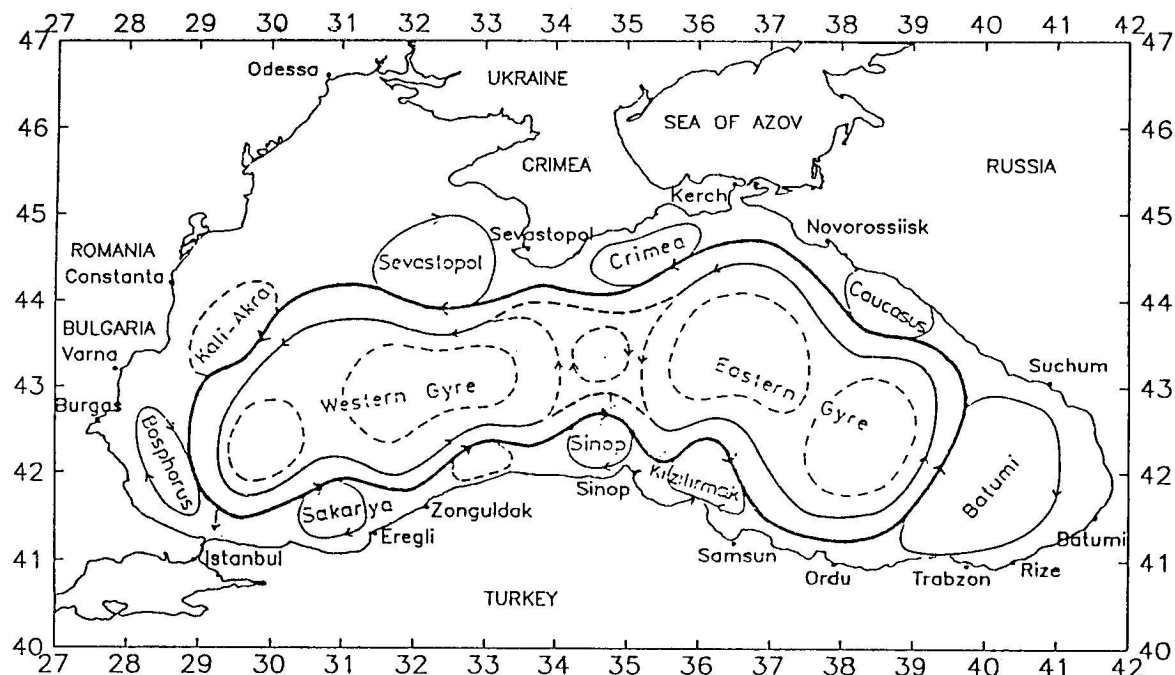 27 28 29 30 31 32 33 34 35 36 37 38 39 40 41 42
47 47
Odessa
UKRAINE
46 46
SEA OF AZOV
CRIMEA
RUSSIA
Kerch
45 45
Sevastopol
Novorossiisk
ROMANIA
Constanta
Sevastopol
Crimea
44 44
Kali-Akra
Caucasus
BULGARIA
Varna
43 43
Suchum
Western Gyre
Eastern Gyre
Burgas
Bosphorus
Sinop
42 42
Kizilirmak
Sinop
Batumi
Sakarya
Zonguldak
Eregli
Batumi
41 41
Istanbul
Samsun
Ordu
Trabzon
Rize
TURKEY
40 40
27 28 29 30 31 32 33 34 35 36 37 38 39 40 41 42